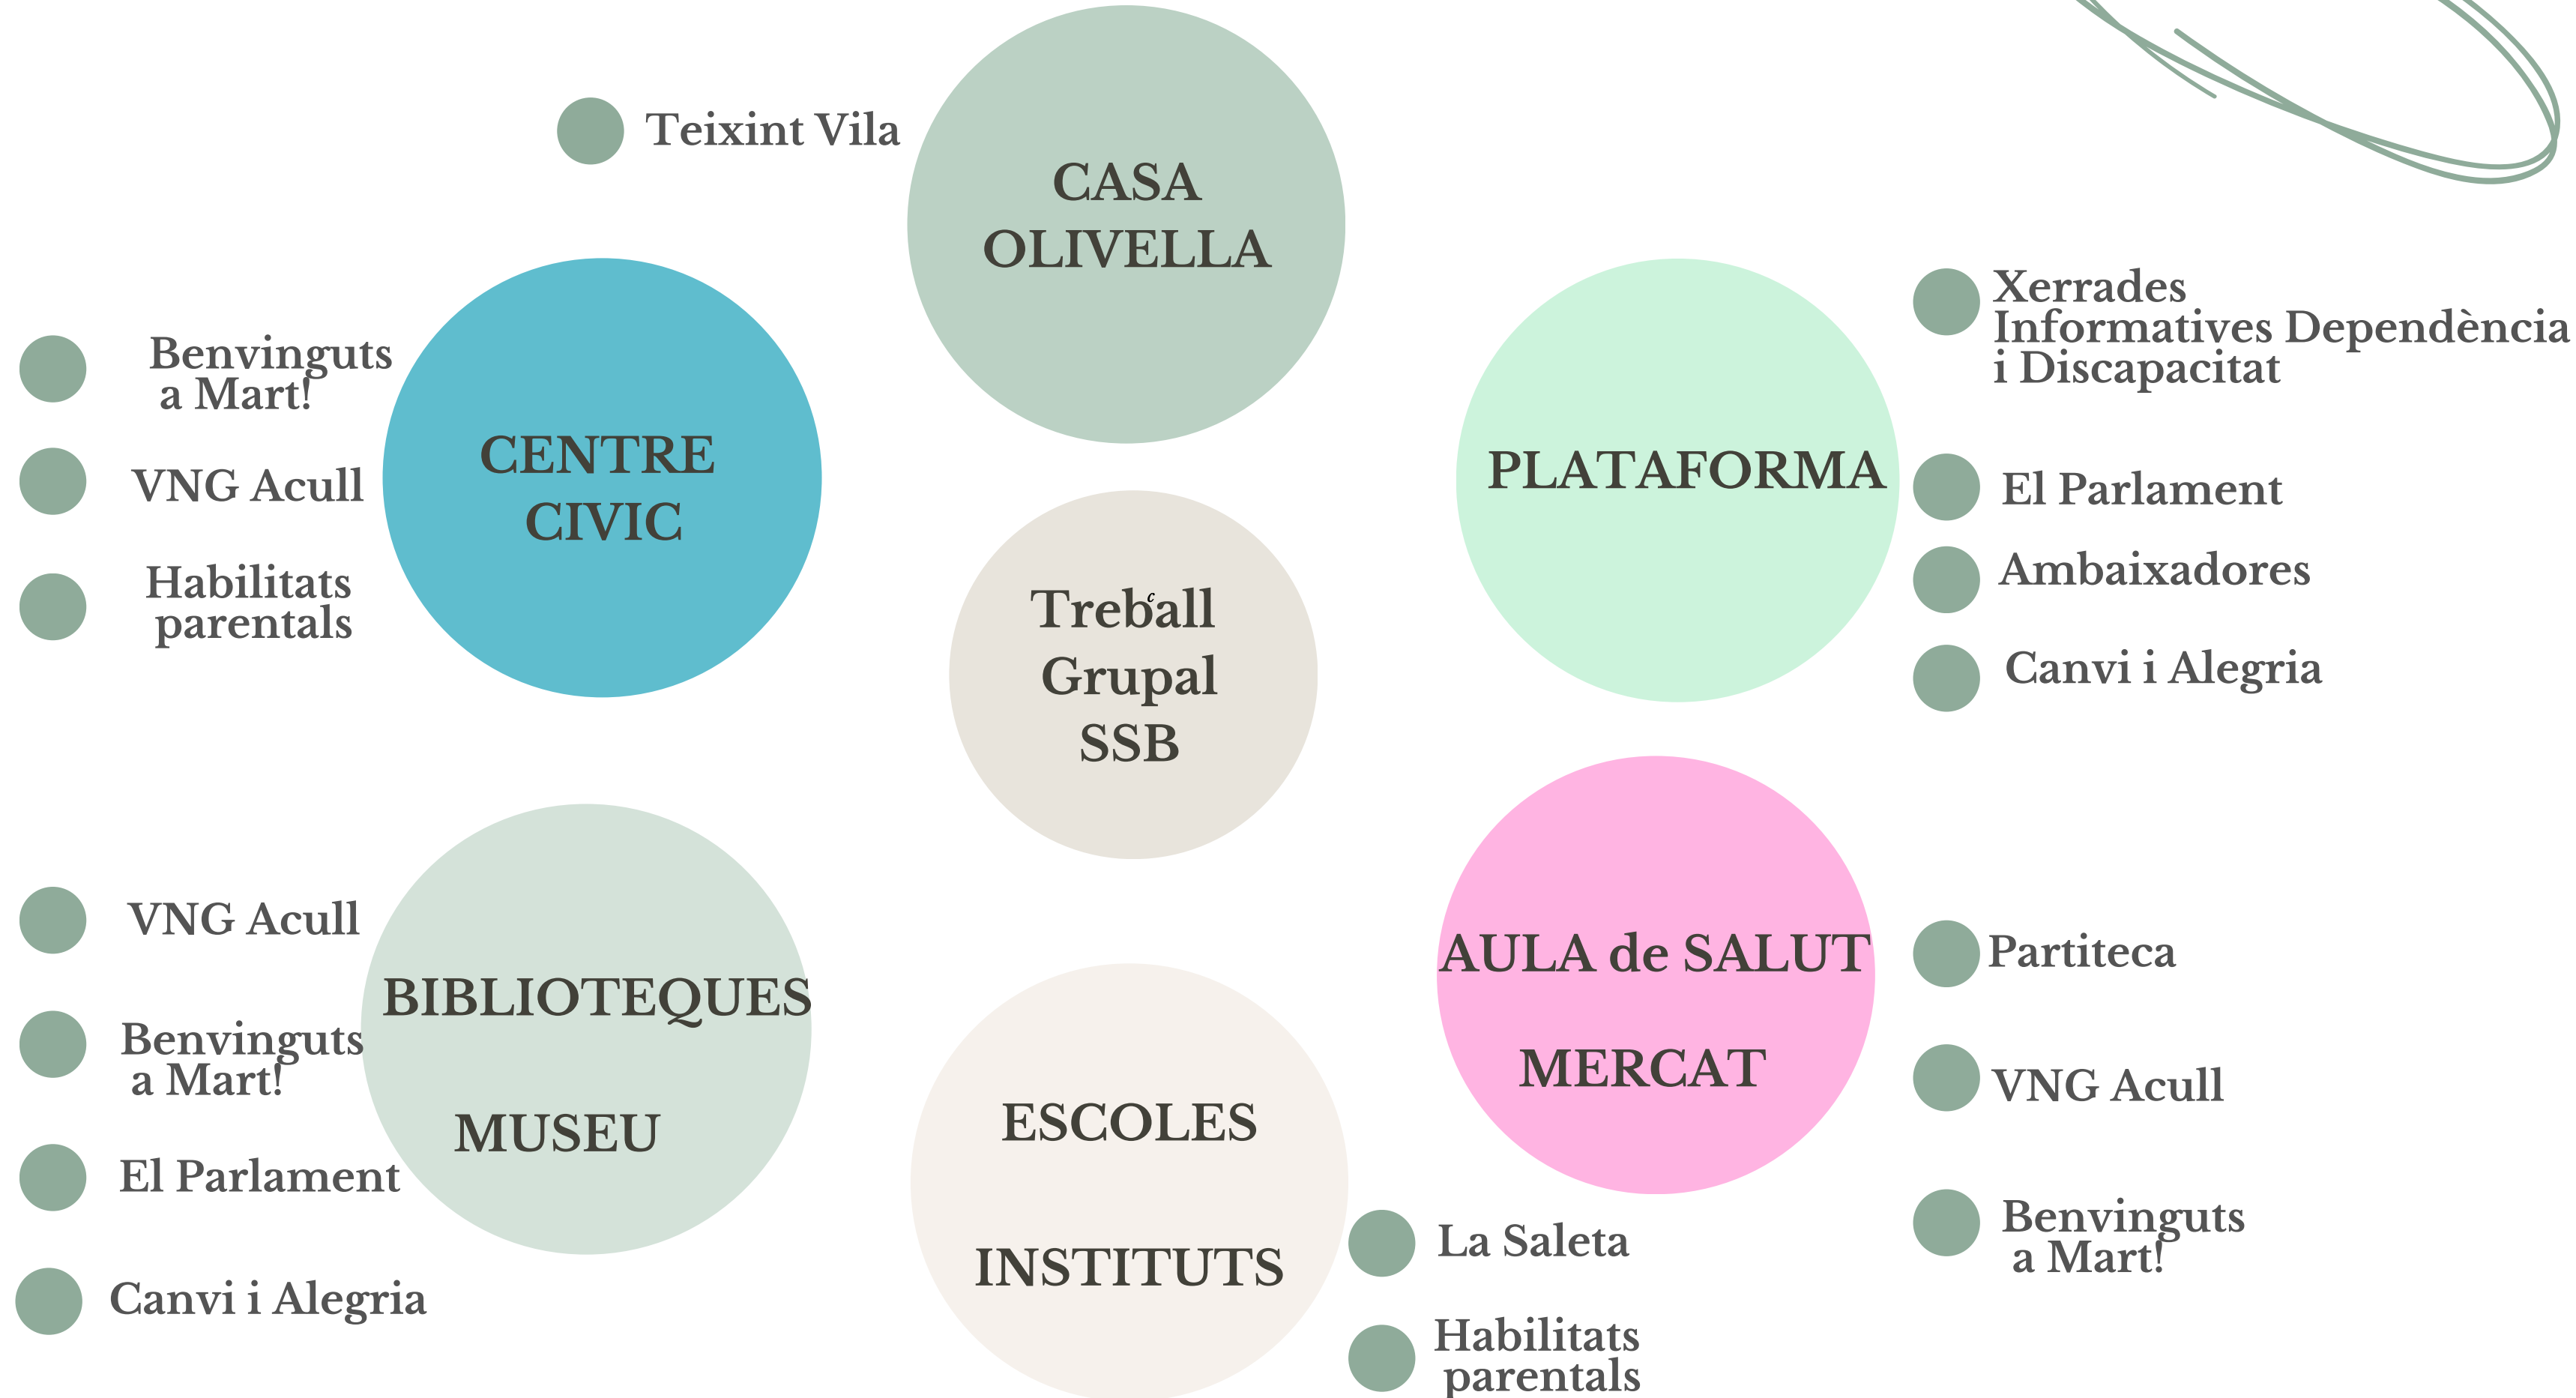 Teixint Vila
CASA
OLIVELLA
Benvinguts
a Mart!
VNG Acull
Habilitats
parentals
CENTRE
CIVIC
PLATAFORMA
Xerrades
Informatives Dependència
i Discapacitat
El Parlament
Ambaixadores
Canvi i Alegria
Treball
c
Grupal
SSB
VNG Acull
Benvinguts
a Mart!
El Parlament
Canvi i Alegria
BIBLIOTEQUES
MUSEU
ESCOLES
INSTITUTS
La Saleta
Habilitats
parentals
AULA de SALUT
MERCAT
Partiteca
VNG Acull
Benvinguts
a Mart!